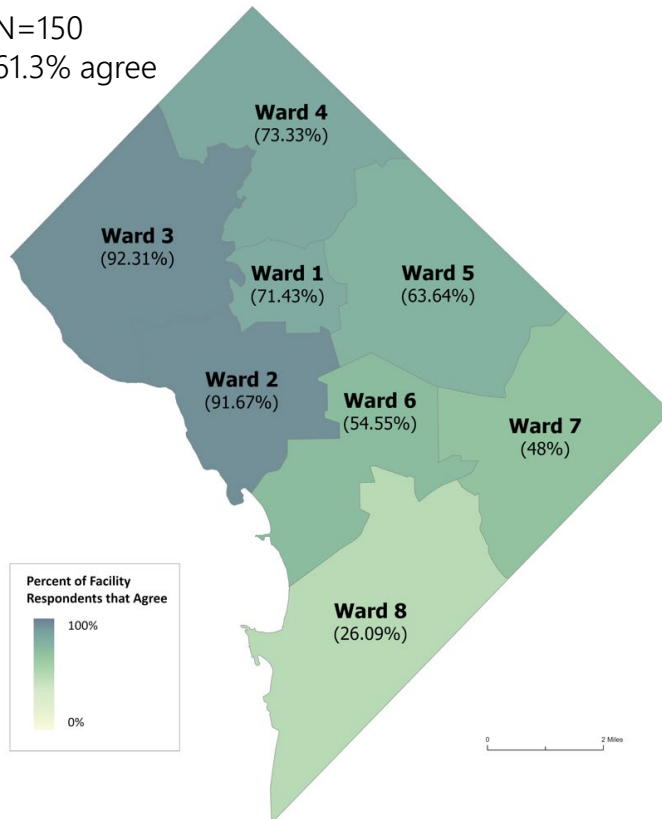 N=150
61.3% agree
Ward 4
(73.33%)
Ward 3
(92.31%)
Ward 1
(71.43%)
Ward 5
(63.64%)
Ward 2
(91.67%)
Ward 6
(54.55%)
Ward 7
(48%)
Ward 8
(26.09%)
Percent of Facility
Respondents that Agree
100%
0%
0 2 Miles